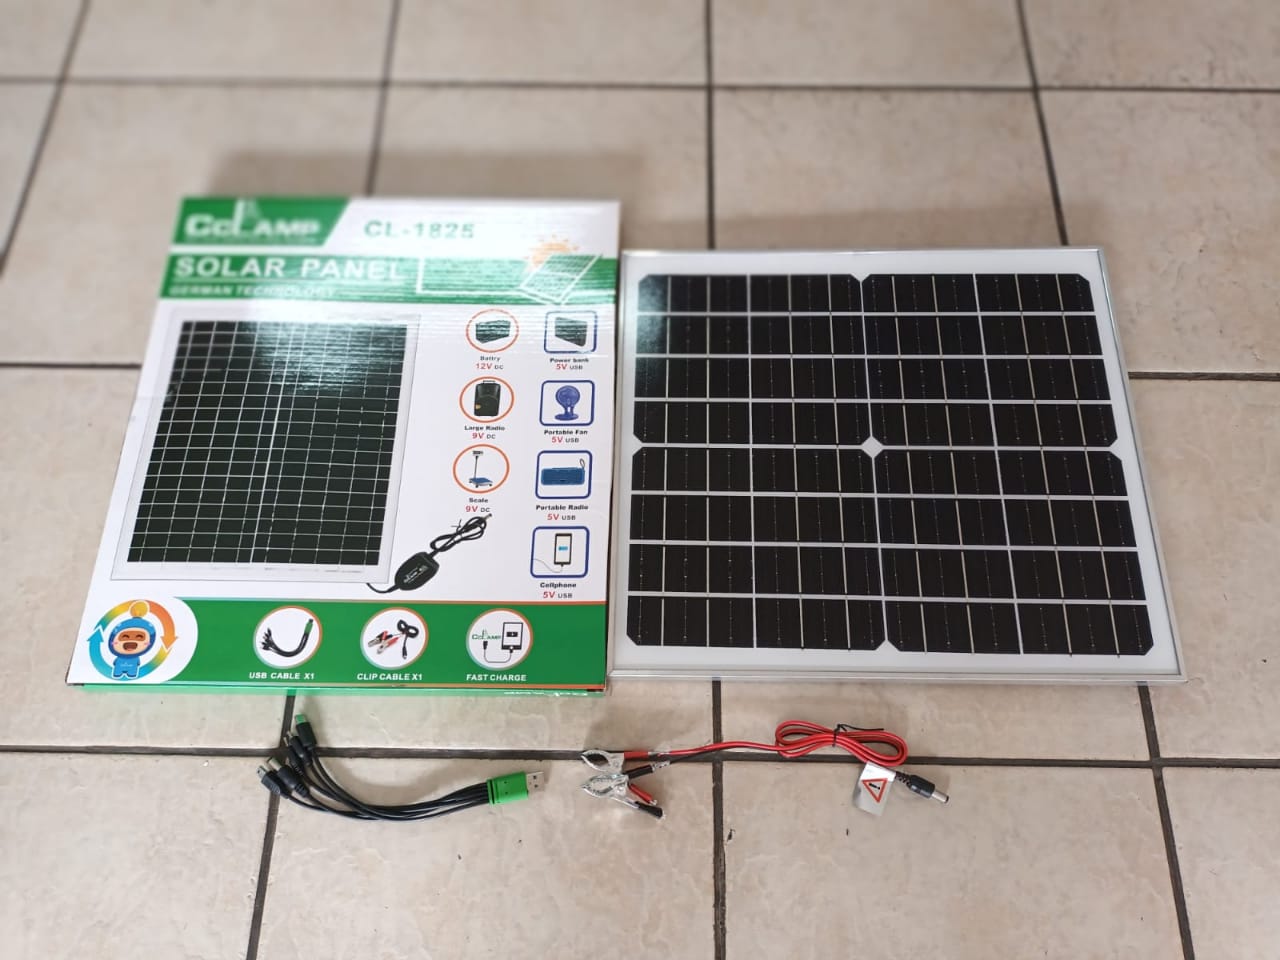 CCLAMP
CL-1825
SOLAR PANEL
GERMAN TECHNOLOGY
Battry
12V DC
Power bank
5V USB
Large Radio
9V DC
Portable Fan
5V USB
Scale
9V DC
Portable Radio
5V USB
Cellphone
5V USB
CCLAMP
USB CABLE X1
CLIP CABLE X1
FAST CHARGE